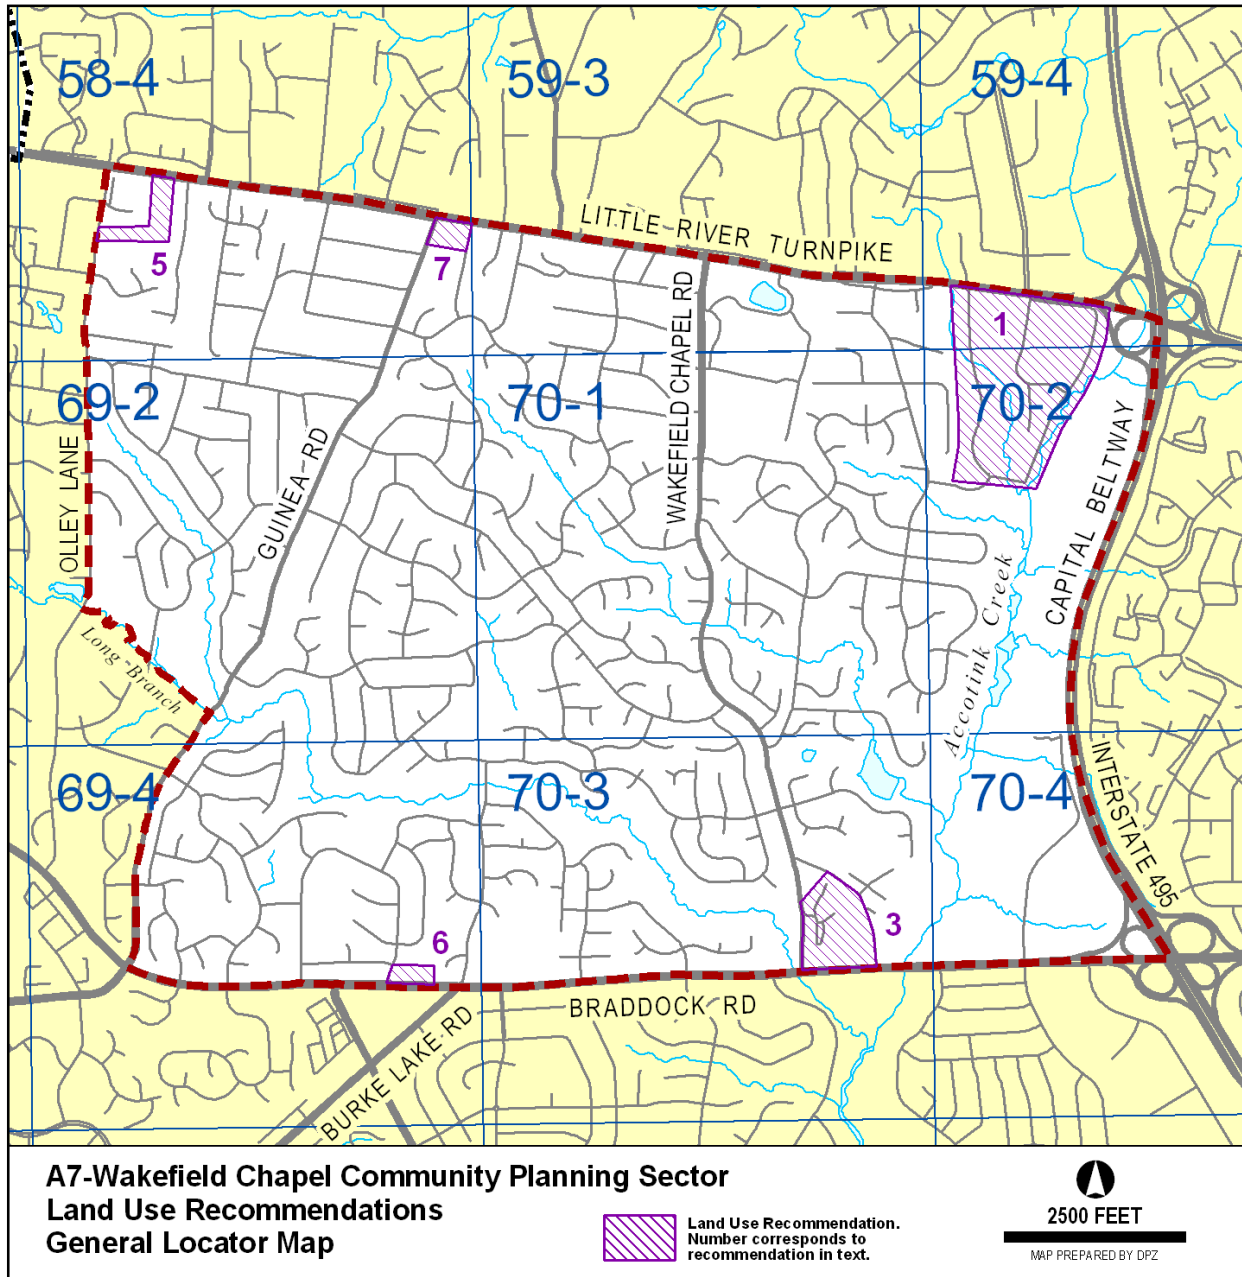 58-4
59-3
59-4
LITTLE RIVER TURNPIKE
5
7
1
WAKEFIELD CHAPEL RD
69-2
70-1
70-2
OLLEY LANE
GUINEA RD
CAPITAL BELTWAY
Accotink Creek
Long Branch
69-4
70-3
70-4
INTERSTATE 495
3
6
BRADDOCK RD
BURKE LAKE RD
A7-Wakefield Chapel Community Planning Sector
Land Use Recommendations
General Locator Map
Land Use Recommendation.
Number corresponds to
recommendation in text.
2500 FEET
MAP PREPARED BY DPZ